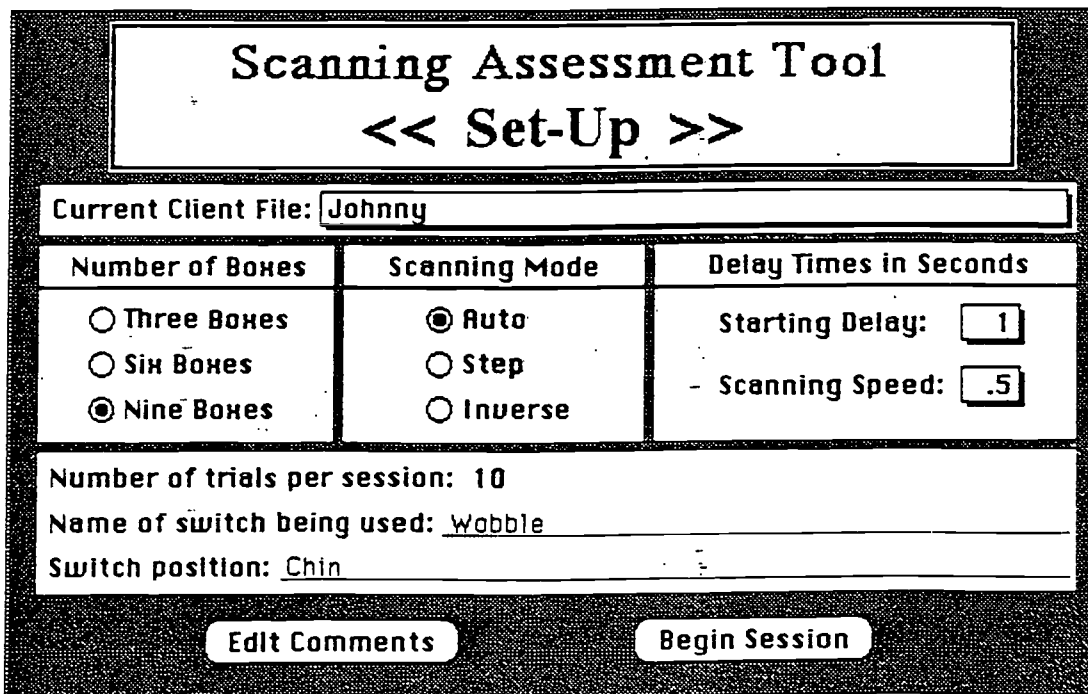 Scanning Assessment Tool
<< Set-Up >>
Current Client File: Johnny
Number of Boxes
Three Boxes
Six Boxes
Nine Boxes
Scanning Mode
Auto
Step
Inverse
Delay Times in Seconds
Starting Delay: 1
Scanning Speed: .5
Number of trials per session: 10
Name of switch being used: Wobble
Switch position: Chin
Edit Comments
Begin Session